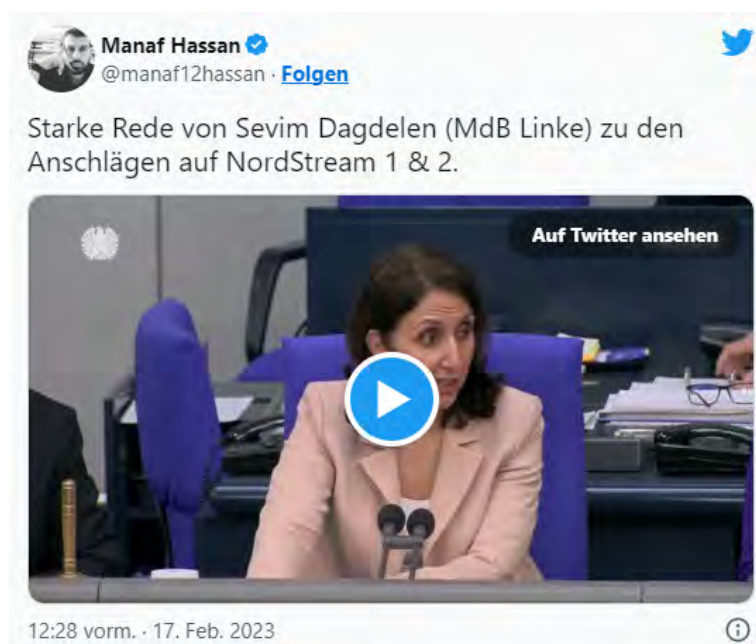 Manaf Hassan
@manaf12hassan · Folgen
Starke Rede von Sevim Dagdelen (MdB Linke) zu den
Anschlägen auf NordStream 1 & 2.
Auf Twitter ansehen
12:28 vorm. · 17. Feb. 2023